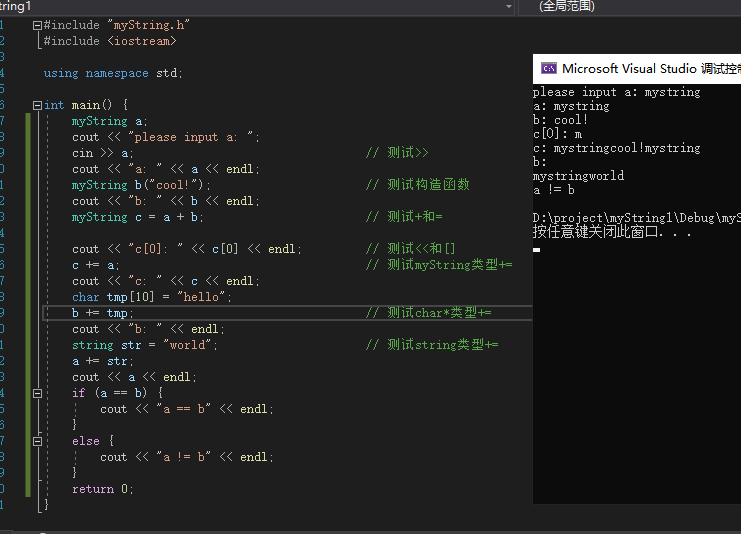 tring1
(全局范围)
1 #include "myString.h"
2 #include <iostream>
3
4 using namespace std;
5
6 int main() {
7 myString a;
8 cout << "please input a: ";
9 cin >> a; // 测试>>
0 cout << "a: " << a << endl;
1 myString b("cool!"); // 测试构造函数
2 cout << "b: " << b << endl;
3 myString c = a + b; // 测试+和=
4
5 cout << "c[0]: " << c[0] << endl; // 测试<<和[]
6 c += a; // 测试myString类型+=
7 cout << "c: " << c << endl;
8 char tmp[10] = "hello";
9 b += tmp; // 测试char*类型+=
0 cout << "b: " << endl;
1 string str = "world"; // 测试string类型+=
2 a += str;
3 cout << a << endl;
4 if (a == b) {
5 cout << "a == b" << endl;
6 }
7 else {
8 cout << "a != b" << endl;
9 }
0 return 0;
1 }
Microsoft Visual Studio 调试控制
please input a: mystring
a: mystring
b: cool!
c[0]: m
c: mystringcool!mystring
b:
mystringworld
a != b
D:\project\myString1\Debug\myS
按任意键关闭此窗口. . .